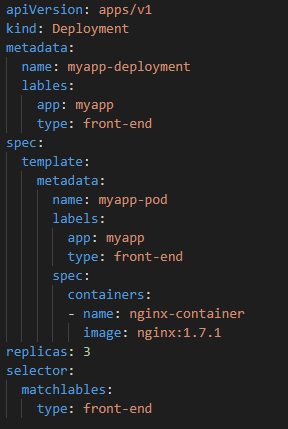 apiVersion: apps/v1
kind: Deployment
metadata:
  name: myapp-deployment
  lables:
    app: myapp
    type: front-end
spec:
  template:
    metadata:
      name: myapp-pod
      labels:
        app: myapp
        type: front-end
      spec:
        containers:
        - name: nginx-container
          image: nginx:1.7.1
replicas: 3
selector:
  matchlables:
    type: front-end